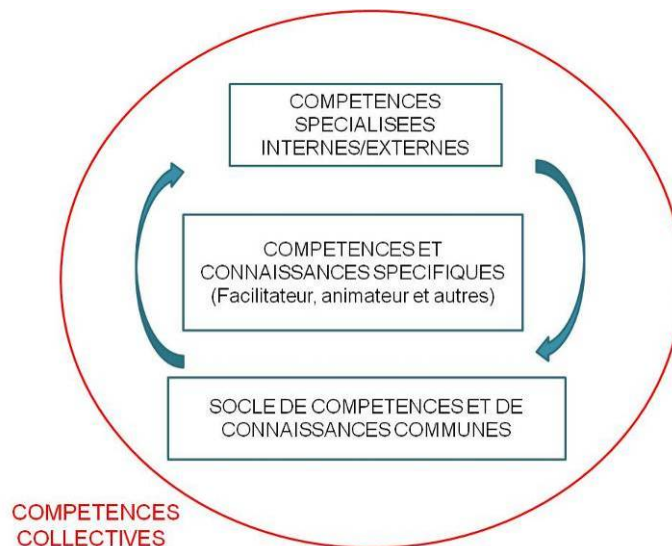 COMPETENCES
SPECIALISEES
INTERNES/EXTERNES
COMPETENCES ET
CONNAISSANCES SPECIFIQUES
(Facilitateur, animateur et autres)
SOCLE DE COMPETENCES ET DE
CONNAISSANCES COMMUNES
COMPETENCES
COLLECTIVES